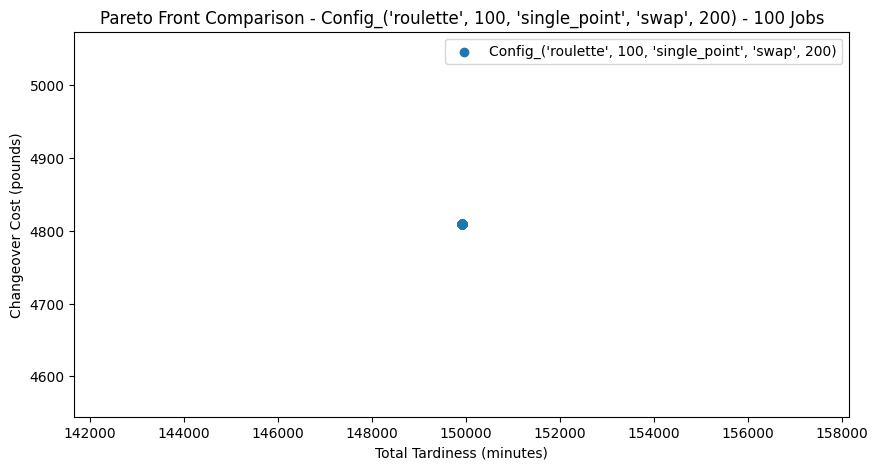 Pareto Front Comparison - Config_('roulette', 100, 'single_point', 'swap', 200) - 100 Jobs
Config_('roulette', 100, 'single_point', 'swap', 200)
Changeover Cost (pounds)
5000
4900
4800
4700
4600
142000 144000 146000 148000 150000 152000 154000 156000 158000
Total Tardiness (minutes)